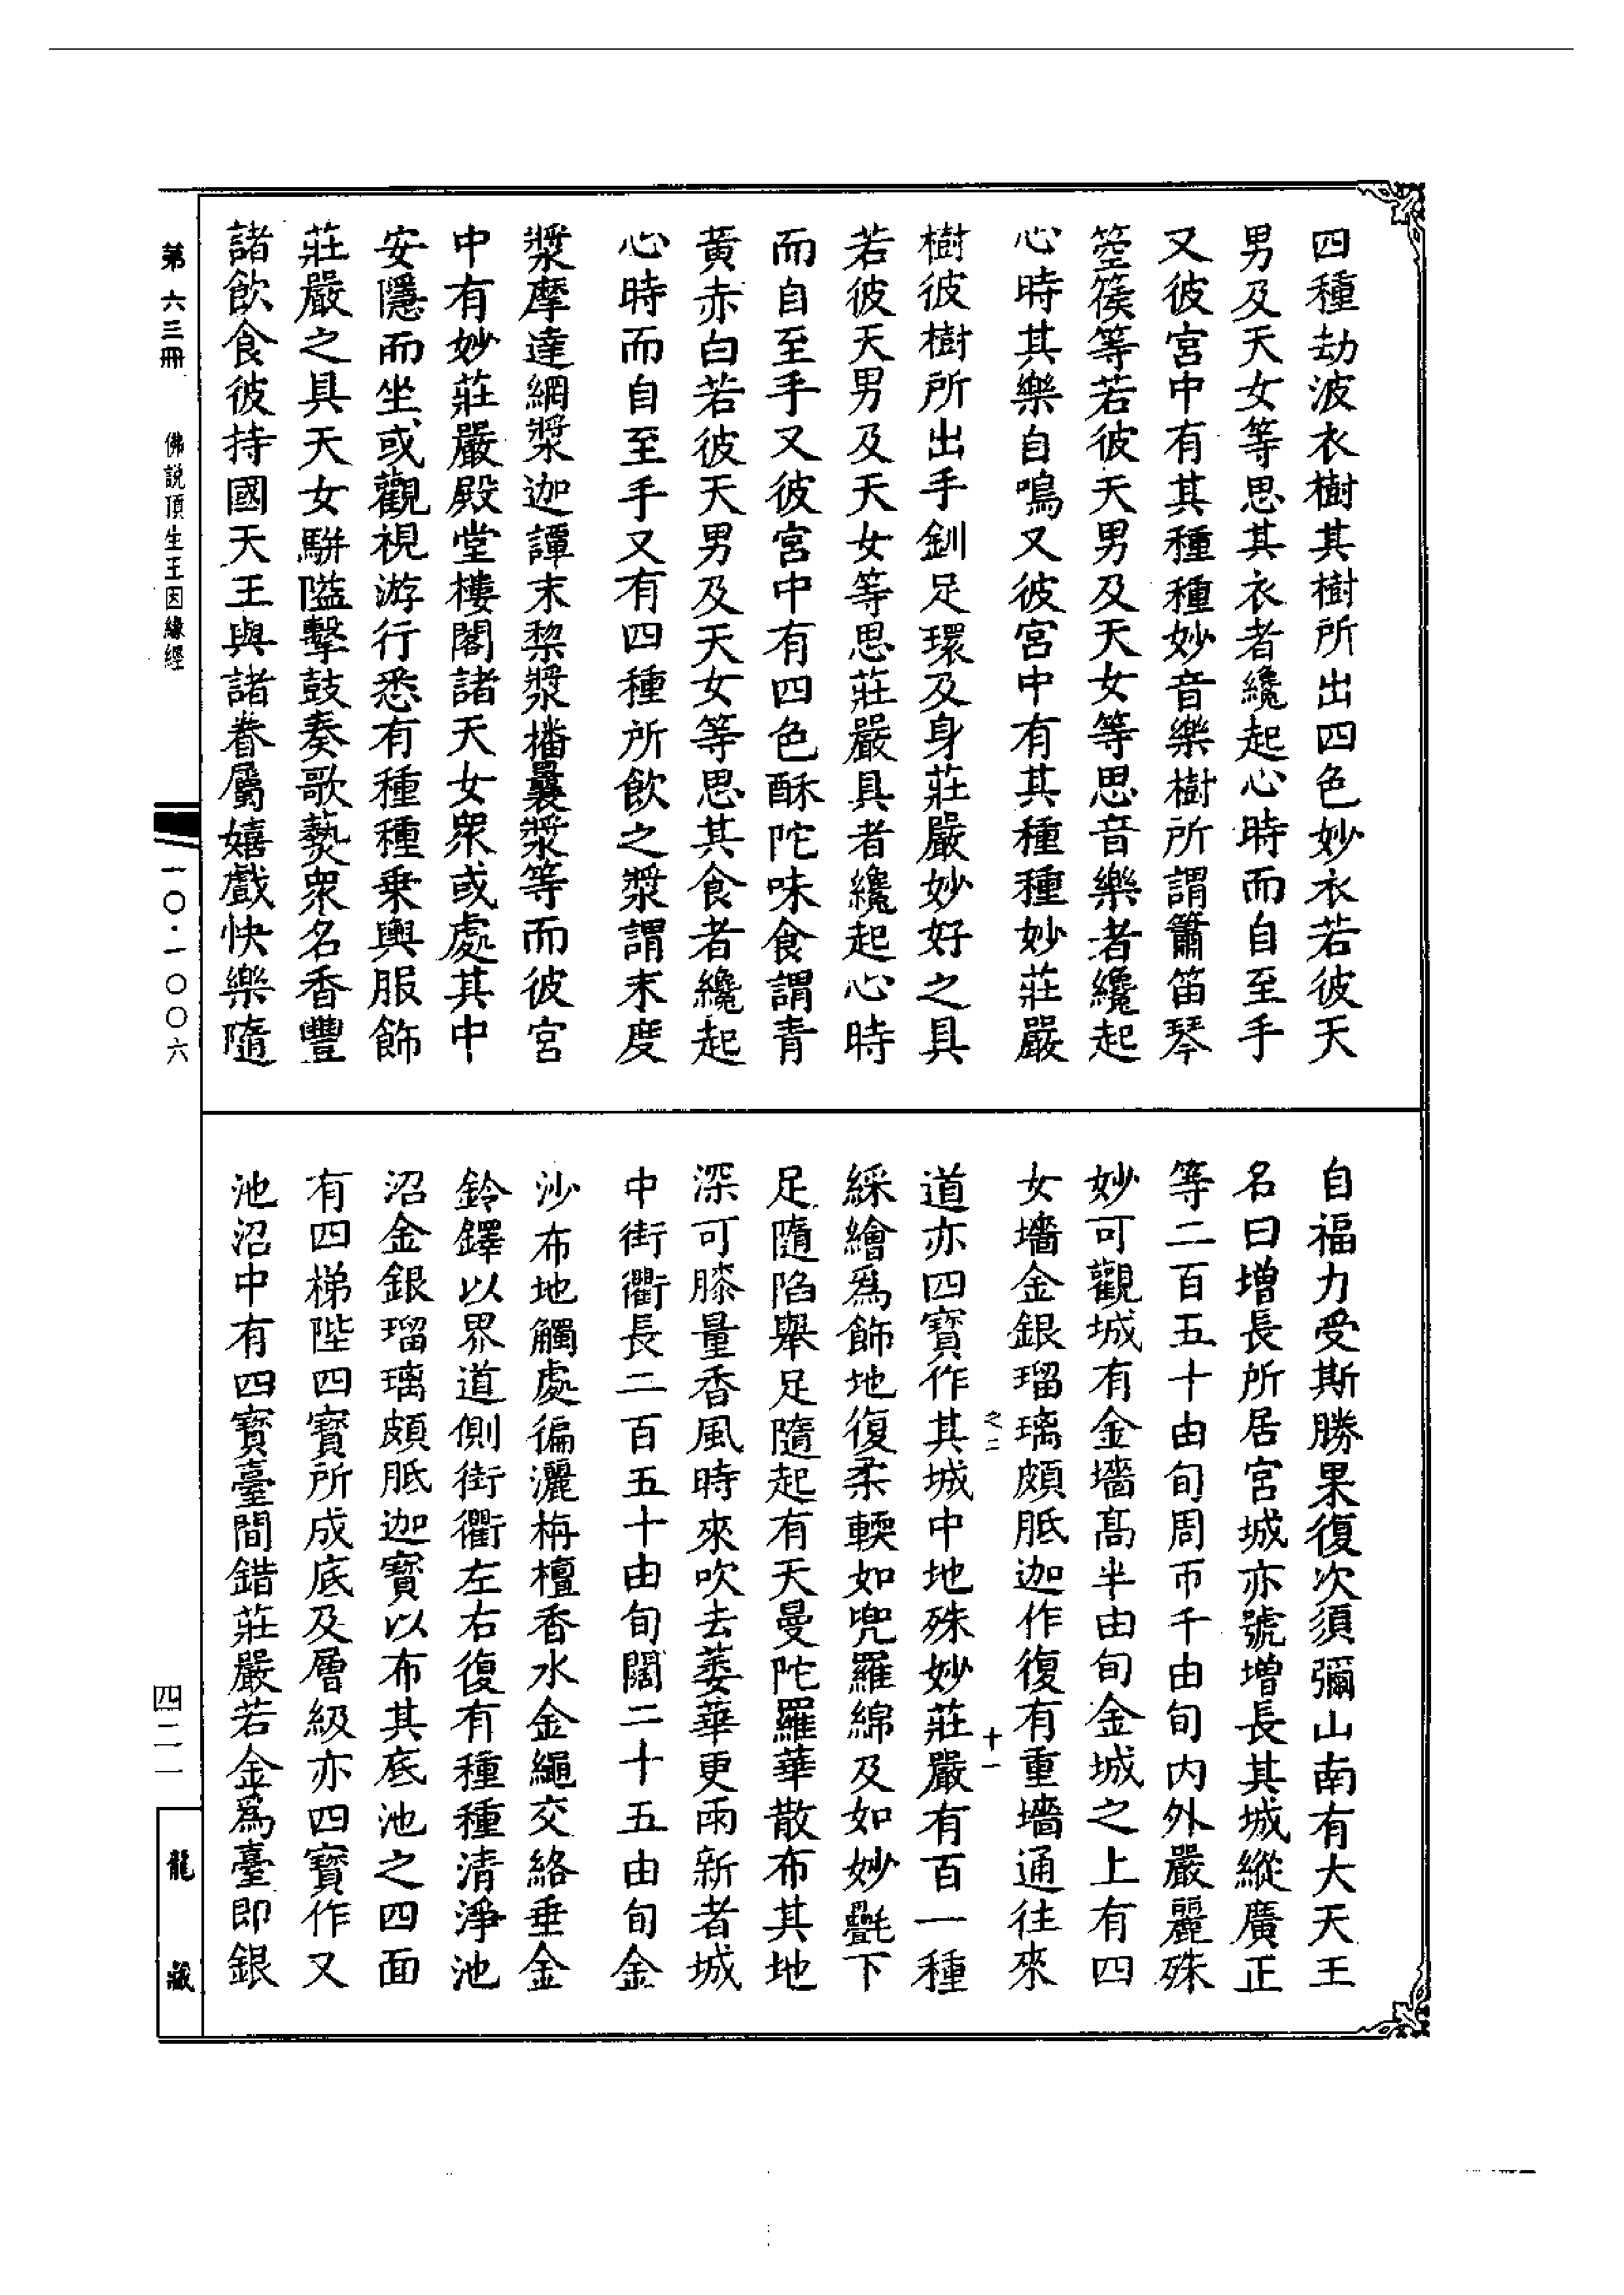 四種劫波衣樹其樹所出四色妙衣若彼天
男及天女等思其衣者纔起心時而自至手
又彼宮中有其種種妙音樂樹所謂簫笛琴
箜篌等若彼天男及天女等思音樂者纔起
心時其樂自鳴又彼宮中有其種種妙莊嚴
樹彼樹所出手釧足環及身莊嚴妙好之具
若彼天男及天女等思莊嚴具者纔起心時
而自至手又彼宮中有四色酥陀味食謂青
黃赤白若彼天男及天女等思其食者纔起
心時而自至手又有四種所飲之漿謂末度
漿摩達網漿迦譚末棃漿播曩漿等而彼宮
中有妙莊嚴殿堂樓閣諸天女眾或處其中
安隱而坐或觀視游行悉有種種乗輿服飾
莊嚴之具天女駢隘擊鼓奏歌爇眾名香豐
諸飲食彼持國天王與諸眷屬嬉戲快樂隨
自福力受斯勝果復次須彌山南有大天王
名曰增長所居宮城亦號增長其城縱廣正
等二百五十由旬周帀千由旬內外嚴麗殊
妙可觀城有金墻高半由旬金城之上有四
女墻金銀瑠璃頗胝迦作復有重墻通往來
之二 十一
道亦四寶作其城中地殊妙莊嚴有百一種
綵繪爲飾地復柔輭如兜羅綿及如妙㲲下
足隨陷舉足隨起有天曼陀羅華散布其地
深可膝量香風時來吹去萎華更雨新者城
中街衢長二百五十由旬闊二十五由旬金
沙布地觸處徧灑栴檀香水金繩交絡垂金
鈴鐸以界道側街衢左右復有種種清淨池
沼金銀瑠璃頗胝迦寶以布其底池之四面
有四梯陛四寶所成底及層級亦四寶作又
池沼中有四寶臺間錯莊嚴若金爲臺即銀
第六三冊 佛說頂生王因緣經
一〇·一〇〇六
四二一
龍藏